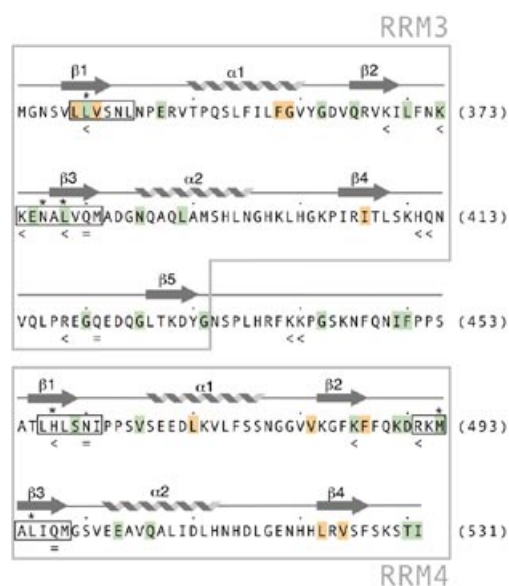 RRM3
β1 α1 β2
*
MGNSVLLVSNLNPERVTPQSLFILFGVYGDVQRVKILFNK (373)
< < <
β3 α2 β4
* *
KENALVQMADGNQAQLAMSHLNGHKLHGKPIRITLSKHQN (413)
< < = <<
β5
VQLPREGQEDQGLTKDYGNSPLHRFKKPGSKNFQNIFPPS (453)
< = <<
β1 α1 β2
* *
ATLHLSNIPPSVSEEDLKVLFSSNGGVVKGFKFFQKDRKM (493)
< = < <
β3 α2 β4
*
ALIQMGSVEEAVQALIDLHNHDLGENHHLRVSFSKSTI (531)
=
RRM4